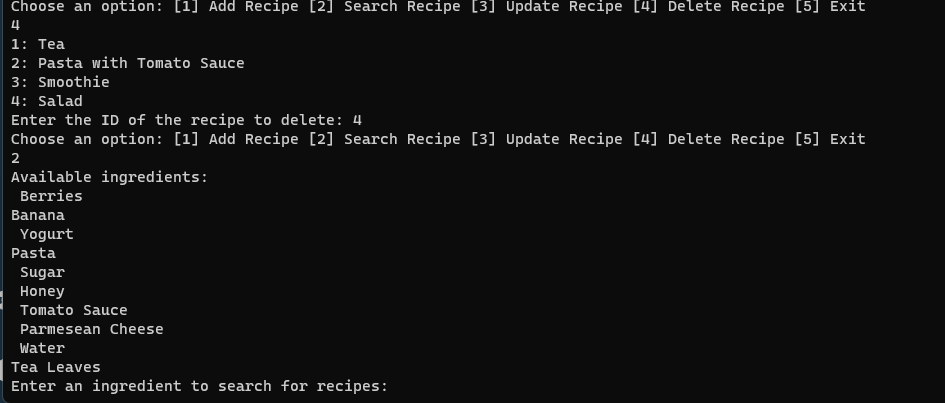 Choose an option: [1] Add Recipe [2] Search Recipe [3] Update Recipe [4] Delete Recipe [5] Exit
4
1: Tea
2: Pasta with Tomato Sauce
3: Smoothie
4: Salad
Enter the ID of the recipe to delete: 4
Choose an option: [1] Add Recipe [2] Search Recipe [3] Update Recipe [4] Delete Recipe [5] Exit
2
Available ingredients:
 Berries
Banana
 Yogurt
Pasta
 Sugar
 Honey
 Tomato Sauce
 Parmesean Cheese
 Water
Tea Leaves
Enter an ingredient to search for recipes: